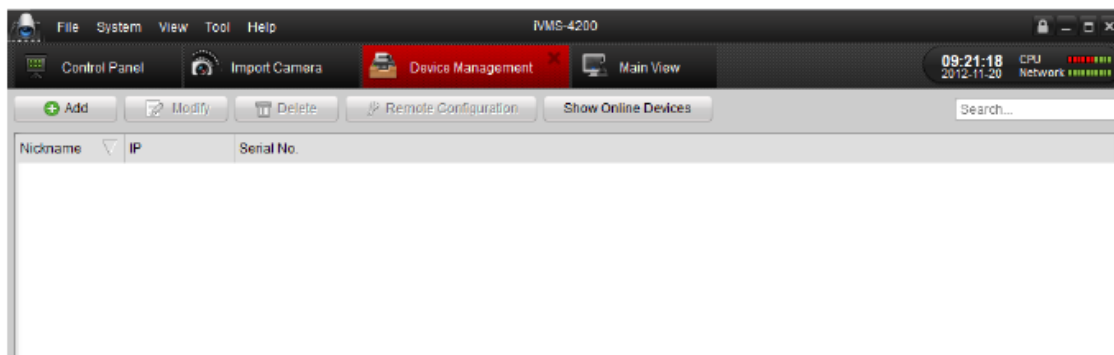 File System View Tool Help iVMS-4200
Control Panel Import Camera Device Management Main View 09:21:18 CPU
2012-11-20 Network
Add Modify Delete Remote Configuration Show Online Devices Search...
Nickname IP Serial No.